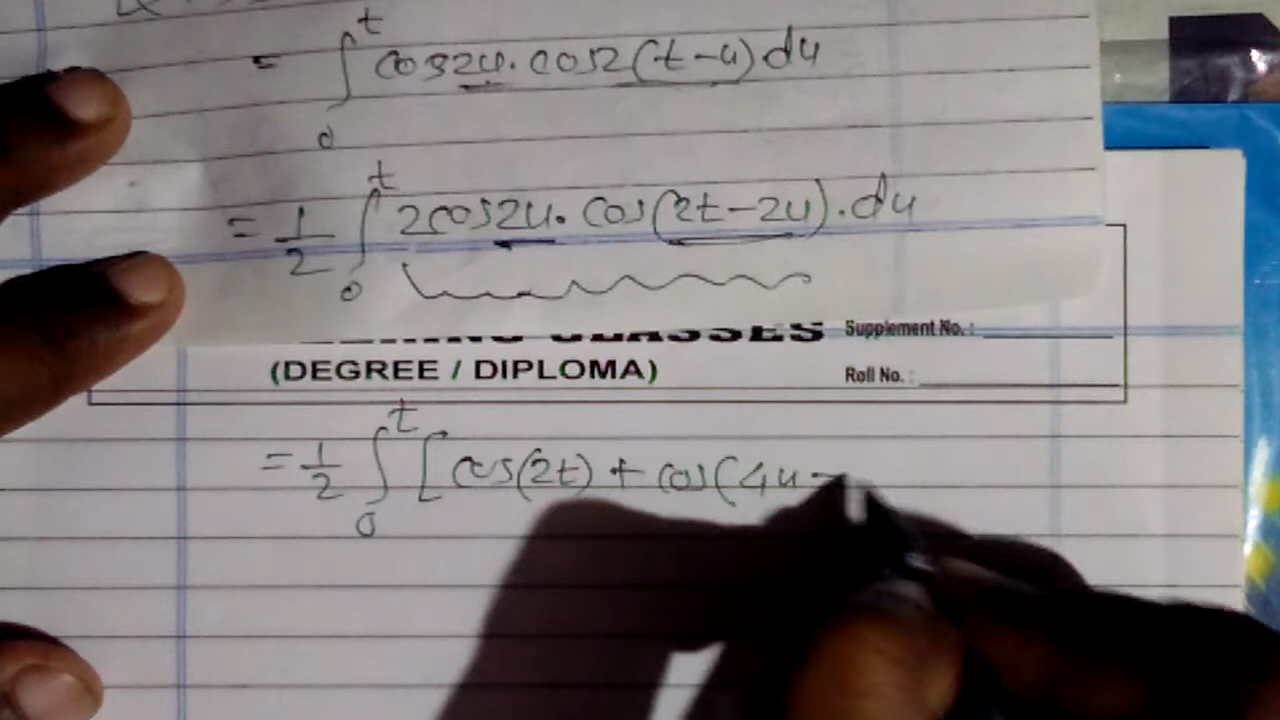 = ∫₀ᵗ cos2u. cos2(t-u)du
= 1/2 ∫₀ᵗ 2cos2u. cos(2t-2u).du
Supplement No. :
(DEGREE / DIPLOMA)
Roll No. :
= 1/2 ∫₀ᵗ [cos(2t) + cos(4u -